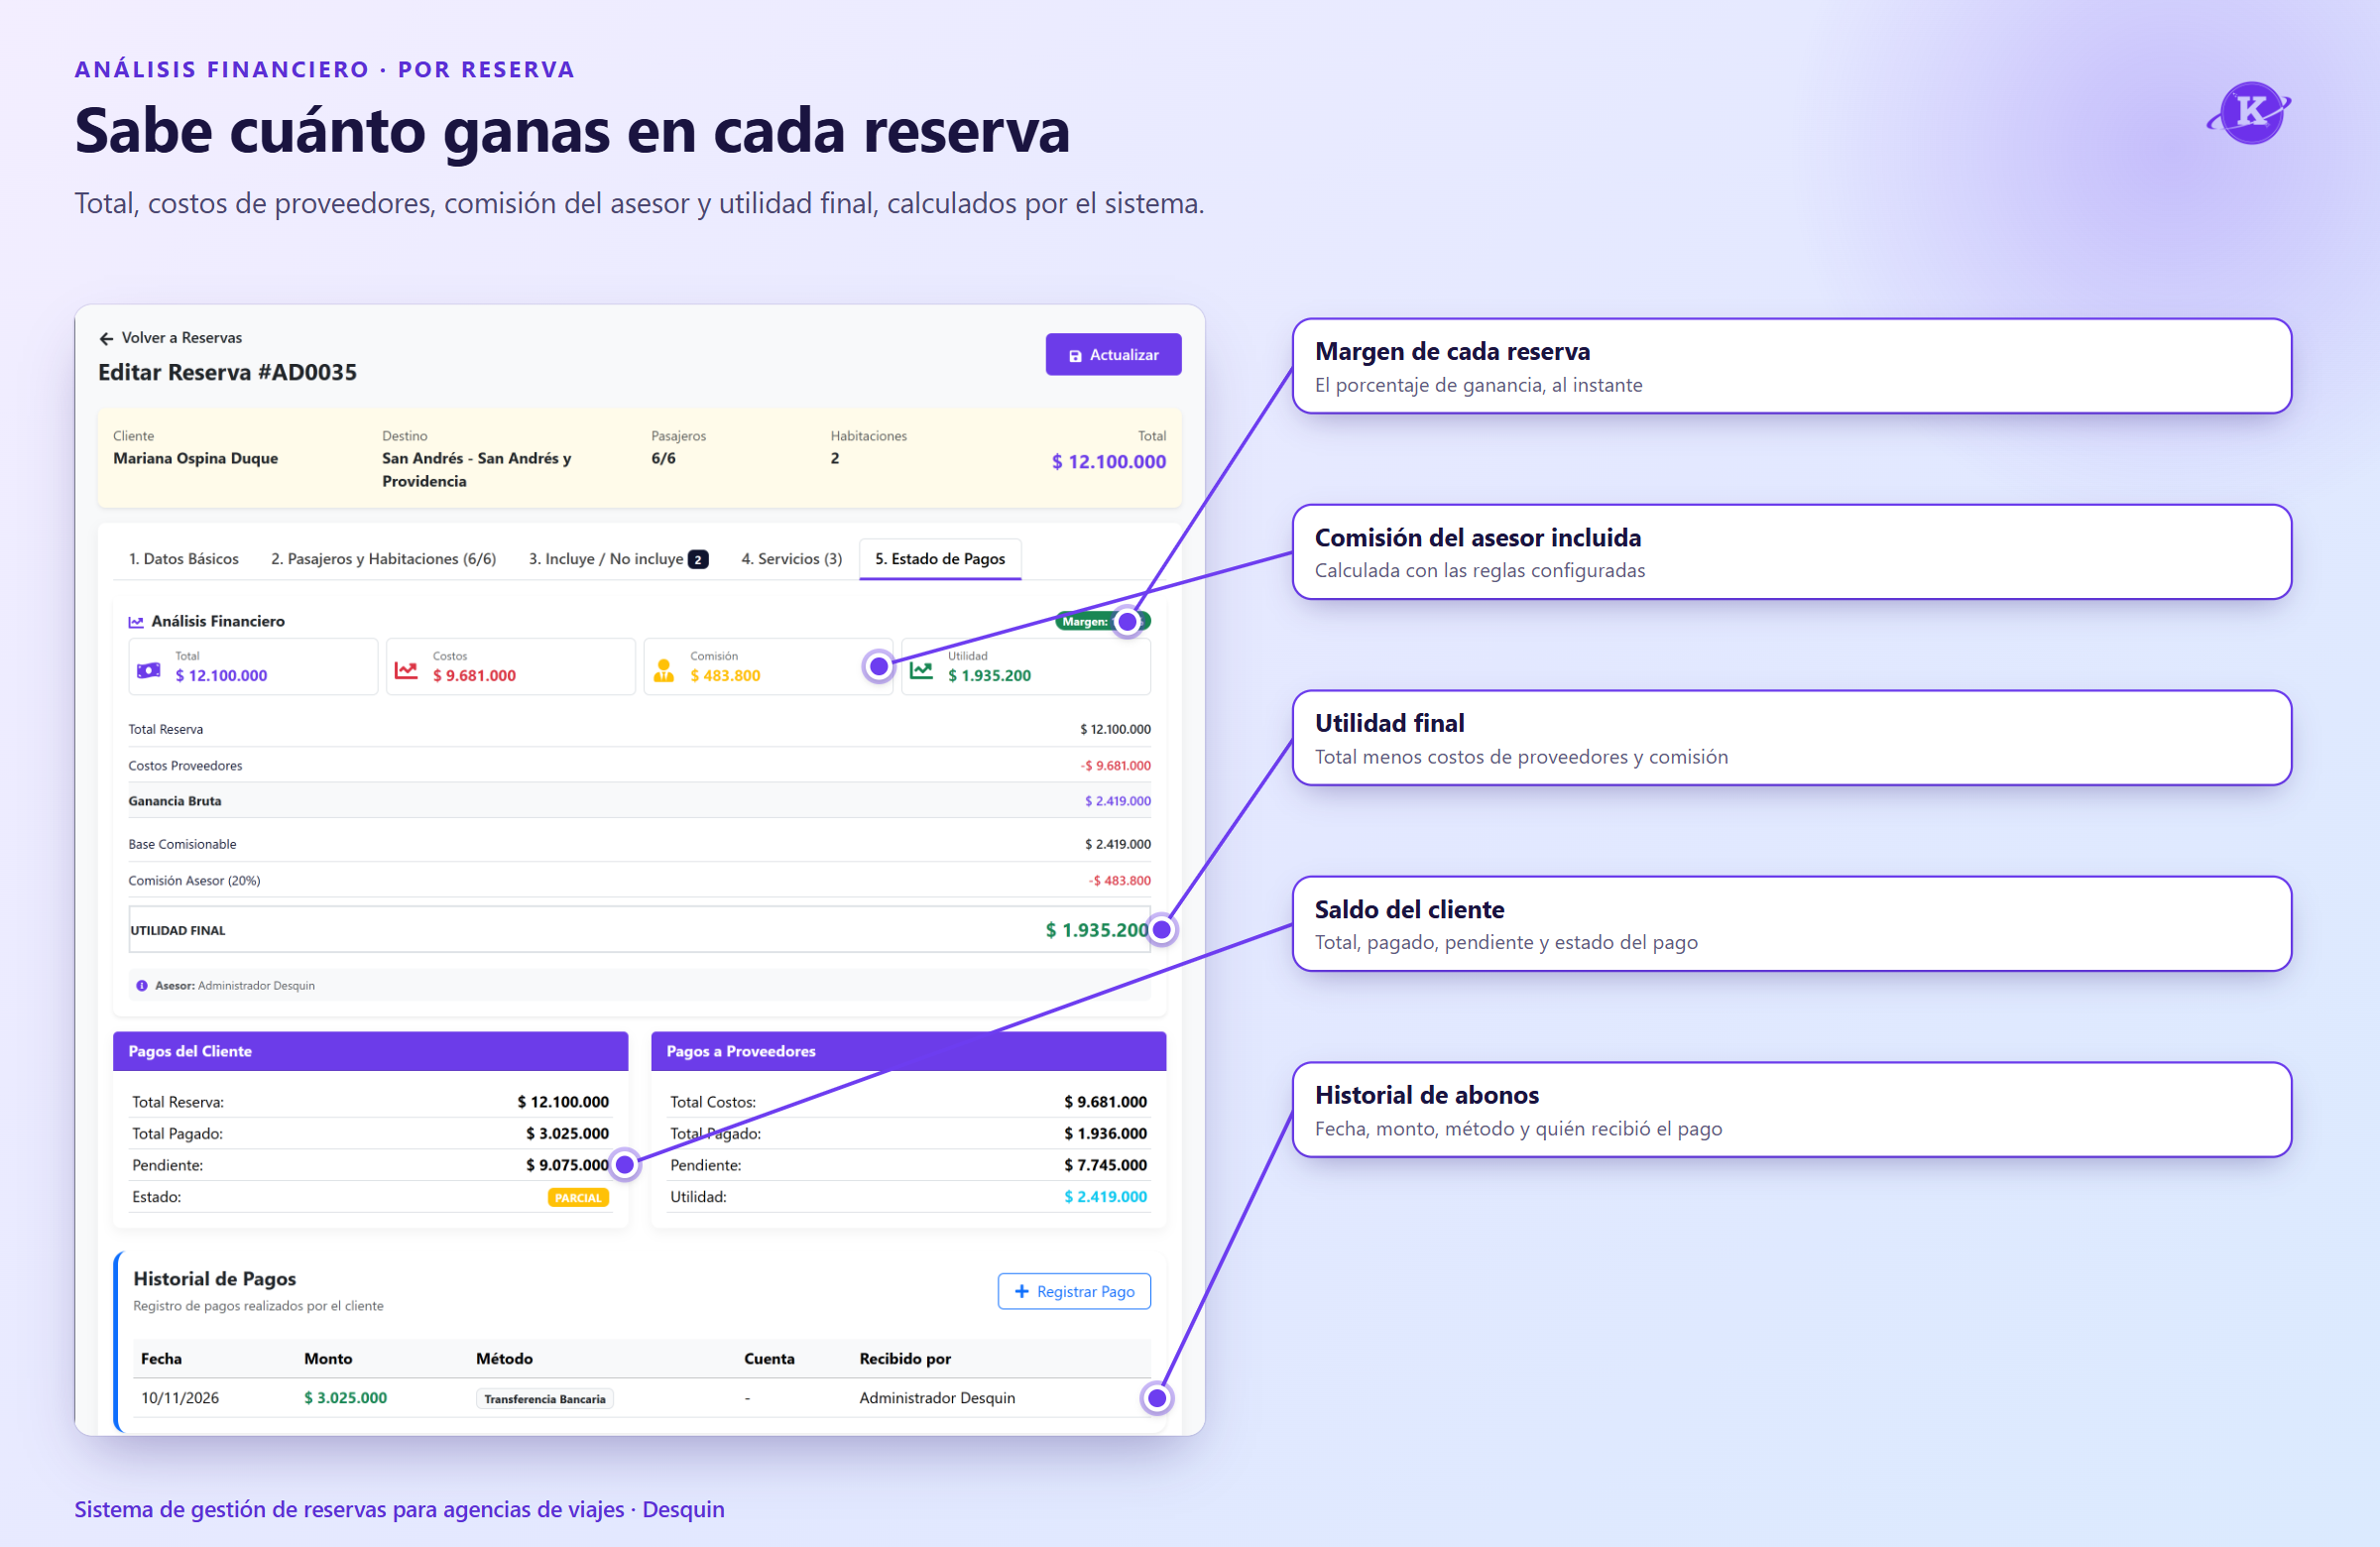 ANÁLISIS FINANCIERO · POR RESERVA
Sabe cuánto ganas en cada reserva
Total, costos de proveedores, comisión del asesor y utilidad final, calculados por el sistema.
K
Volver a Reservas
Editar Reserva #AD0035
Actualizar
Cliente
Mariana Ospina Duque
Destino
San Andrés - San Andrés y
Providencia
Pasajeros
6/6
Habitaciones
2
Total
$ 12.100.000
1. Datos Básicos
2. Pasajeros y Habitaciones (6/6)
3. Incluye / No incluye 2
4. Servicios (3)
5. Estado de Pagos
Análisis Financiero
Margen:
Total
$ 12.100.000
Costos
$ 9.681.000
Comisión
$ 483.800
Utilidad
$ 1.935.200
Total Reserva $ 12.100.000
Costos Proveedores -$ 9.681.000
Ganancia Bruta $ 2.419.000
Base Comisionable $ 2.419.000
Comisión Asesor (20%) -$ 483.800
UTILIDAD FINAL $ 1.935.200
Asesor: Administrador Desquin
Pagos del Cliente
Total Reserva: $ 12.100.000
Total Pagado: $ 3.025.000
Pendiente: $ 9.075.000
Estado: PARCIAL
Pagos a Proveedores
Total Costos: $ 9.681.000
Total Pagado: $ 1.936.000
Pendiente: $ 7.745.000
Utilidad: $ 2.419.000
Historial de Pagos
Registro de pagos realizados por el cliente
Registrar Pago
Fecha Monto Método Cuenta Recibido por
10/11/2026 $ 3.025.000 Transferencia Bancaria - Administrador Desquin
Margen de cada reserva
El porcentaje de ganancia, al instante
Comisión del asesor incluida
Calculada con las reglas configuradas
Utilidad final
Total menos costos de proveedores y comisión
Saldo del cliente
Total, pagado, pendiente y estado del pago
Historial de abonos
Fecha, monto, método y quién recibió el pago
Sistema de gestión de reservas para agencias de viajes · Desquin